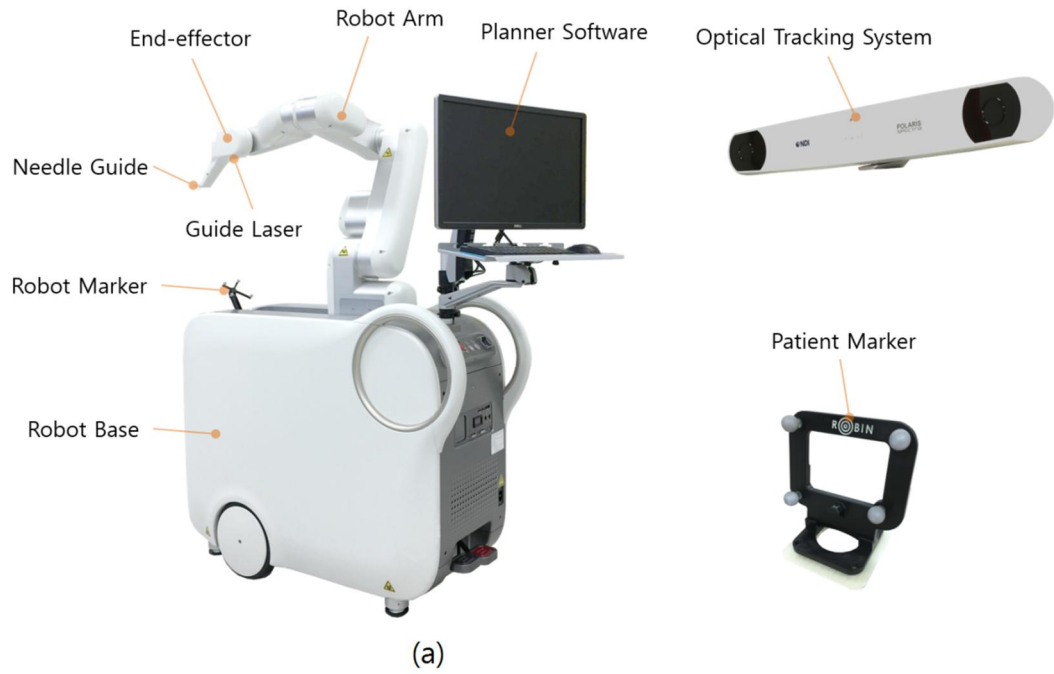 Robot Arm
End-effector
Planner Software
Optical Tracking System
NDI
POLARIS
Needle Guide
Guide Laser
Robot Marker
Patient Marker
ROBIN
Robot Base
(a)